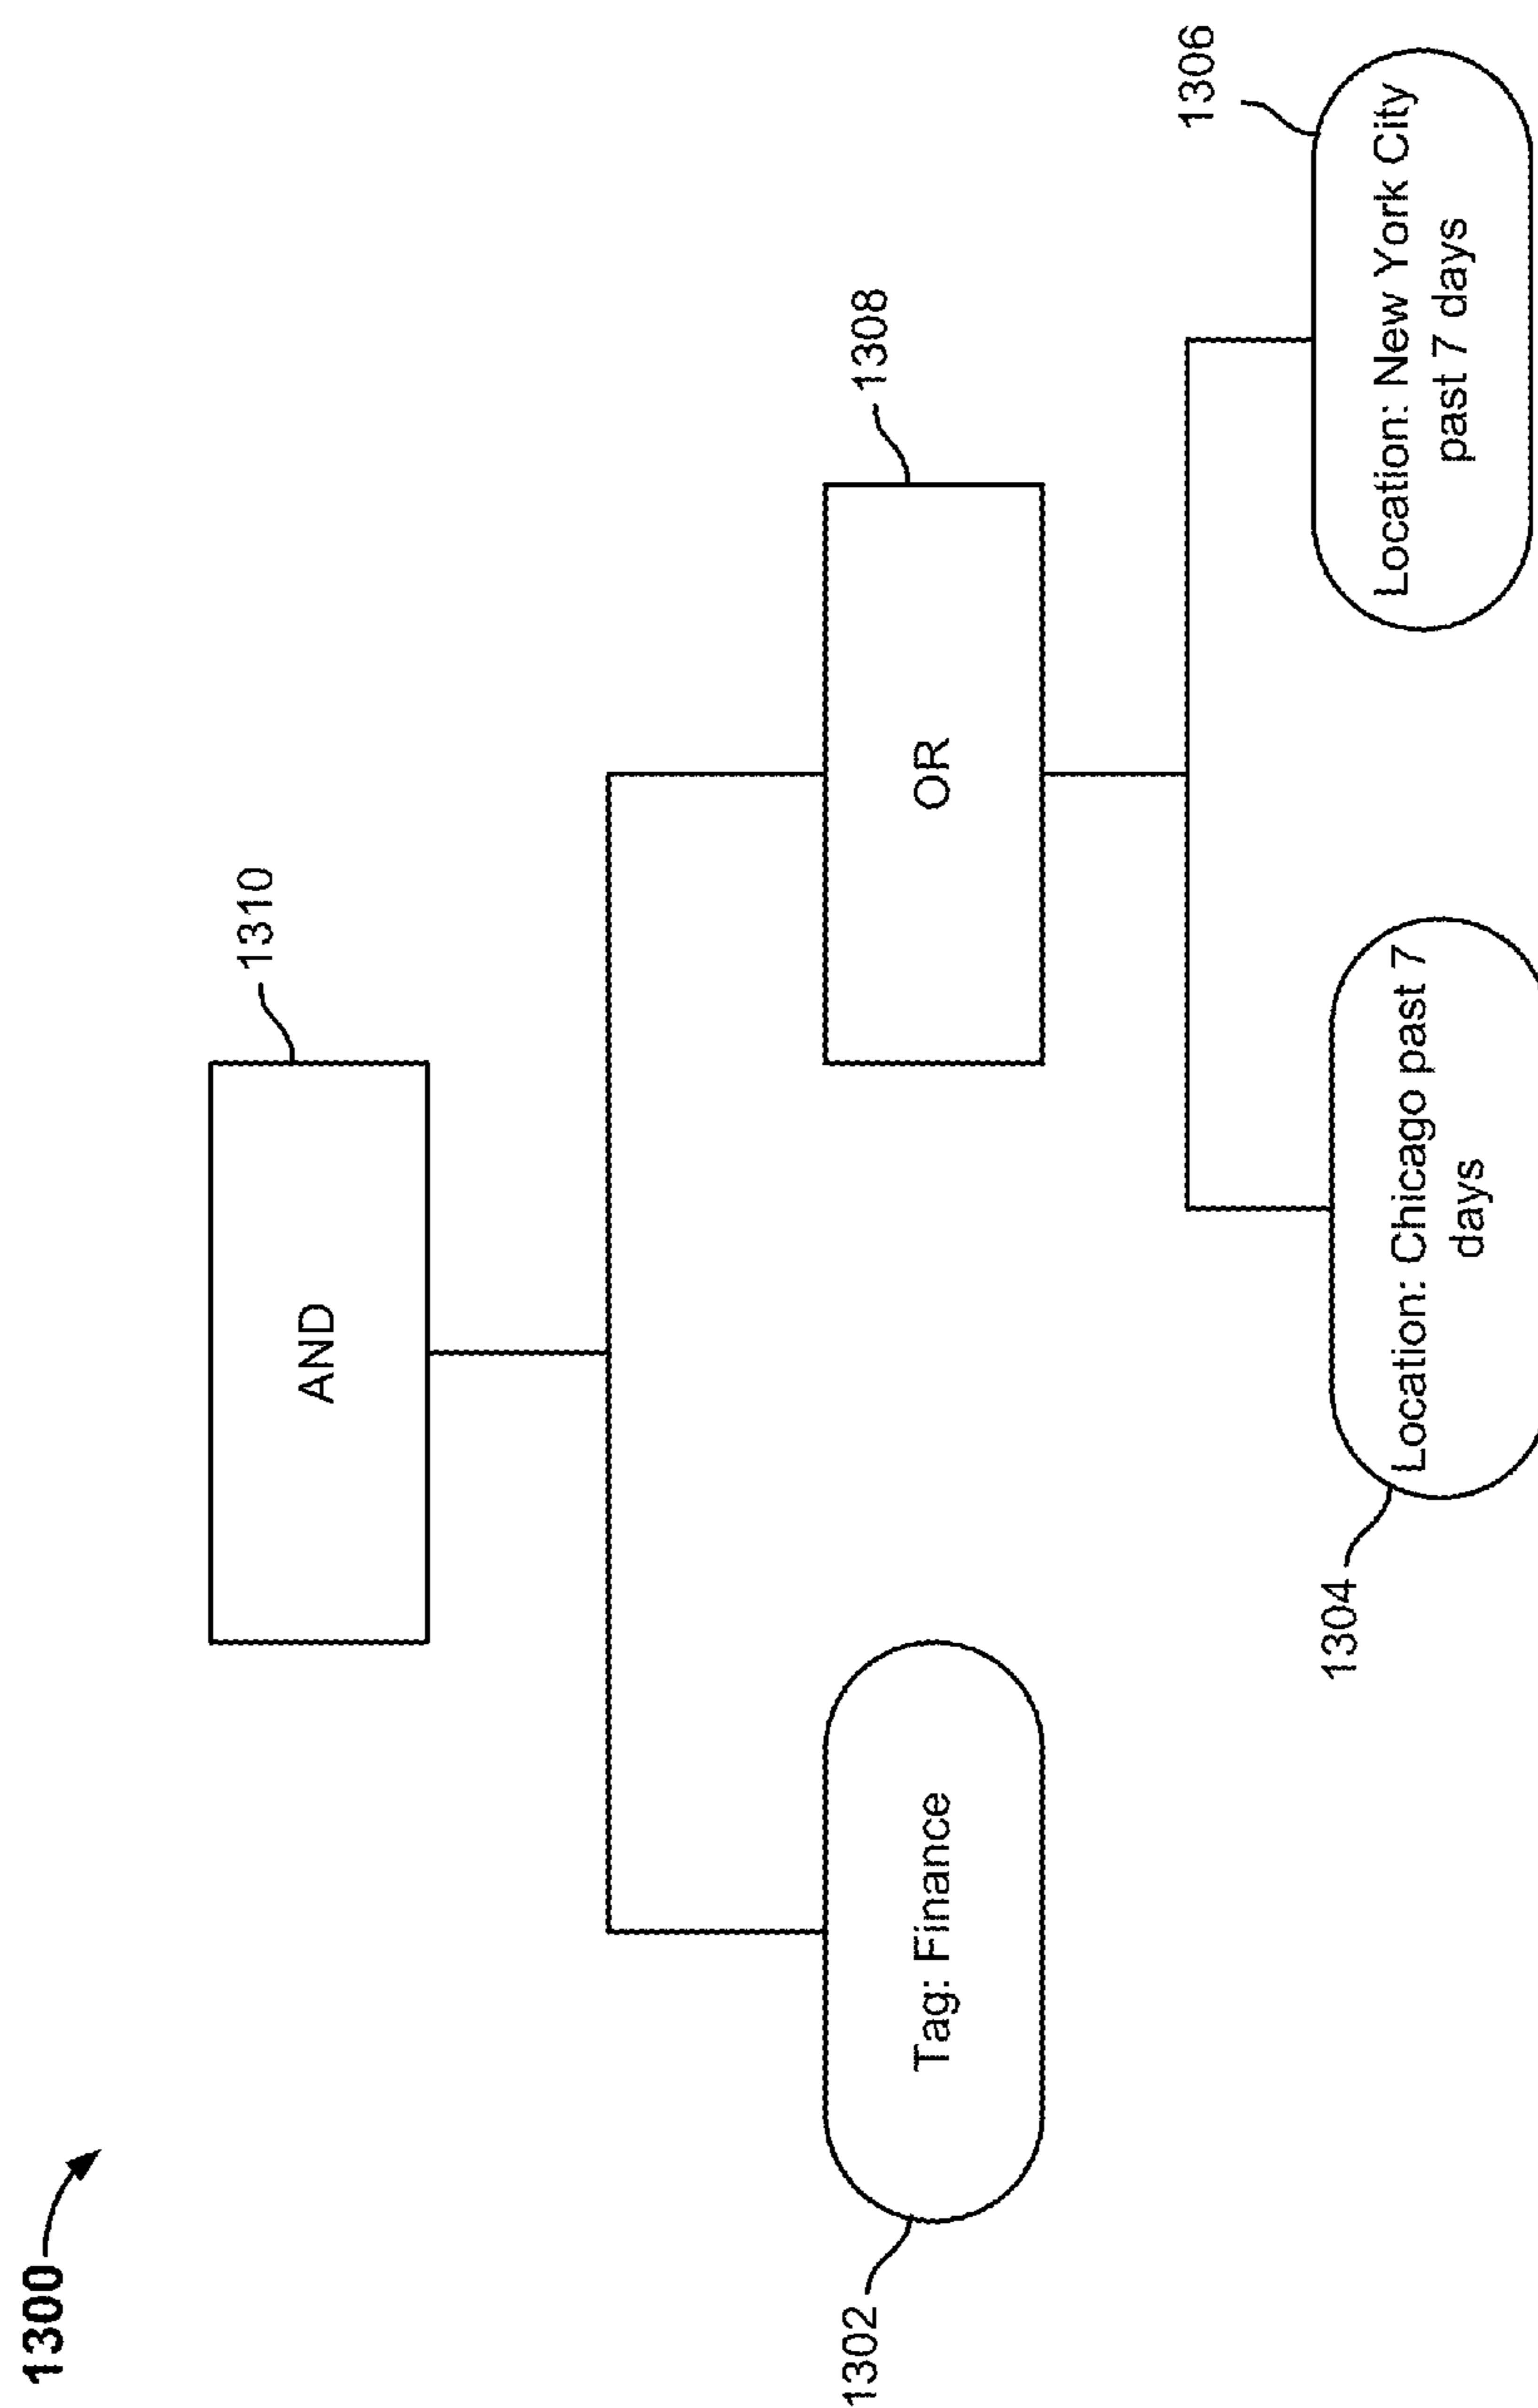 1300
1310
AND
1308
OR
Tag: Finance
1302
1306
Location: New York City
past 7 days
Location: Chicago past 7
days
1304